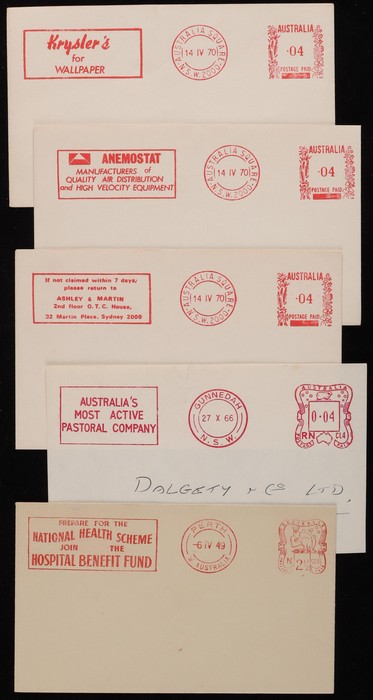 Krysler's
for
WALLPAPER
AUSTRALIA SQUARE
14 IV 70
N.S.W. 2000
AUSTRALIA
·04
POSTAGE PAID
ANEMOSTAT
MANUFACTURERS of
QUALITY AIR DISTRIBUTION
and HIGH VELOCITY EQUIPMENT
AUSTRALIA SQUARE
14 IV 70
N.S.W. 2000
AUSTRALIA
·04
POSTAGE PAID
If not claimed within 7 days,
please return to
ASHLEY & MARTIN
2nd floor O.T.C. House,
32 Martin Place, Sydney 2000
AUSTRALIA SQUARE
14 IV 70
N.S.W. 2000
AUSTRALIA
·04
POSTAGE PAID
AUSTRALIA'S
MOST ACTIVE
PASTORAL COMPANY
GUNNEDAH
27 X 66
N.S.W.
AUSTRALIA
0·04
RN
DALGETY & Co LTD.
PREPARE FOR THE
NATIONAL HEALTH SCHEME
JOIN THE
HOSPITAL BENEFIT FUND
PERTH
-6 IV 49
W. AUSTRALIA
N